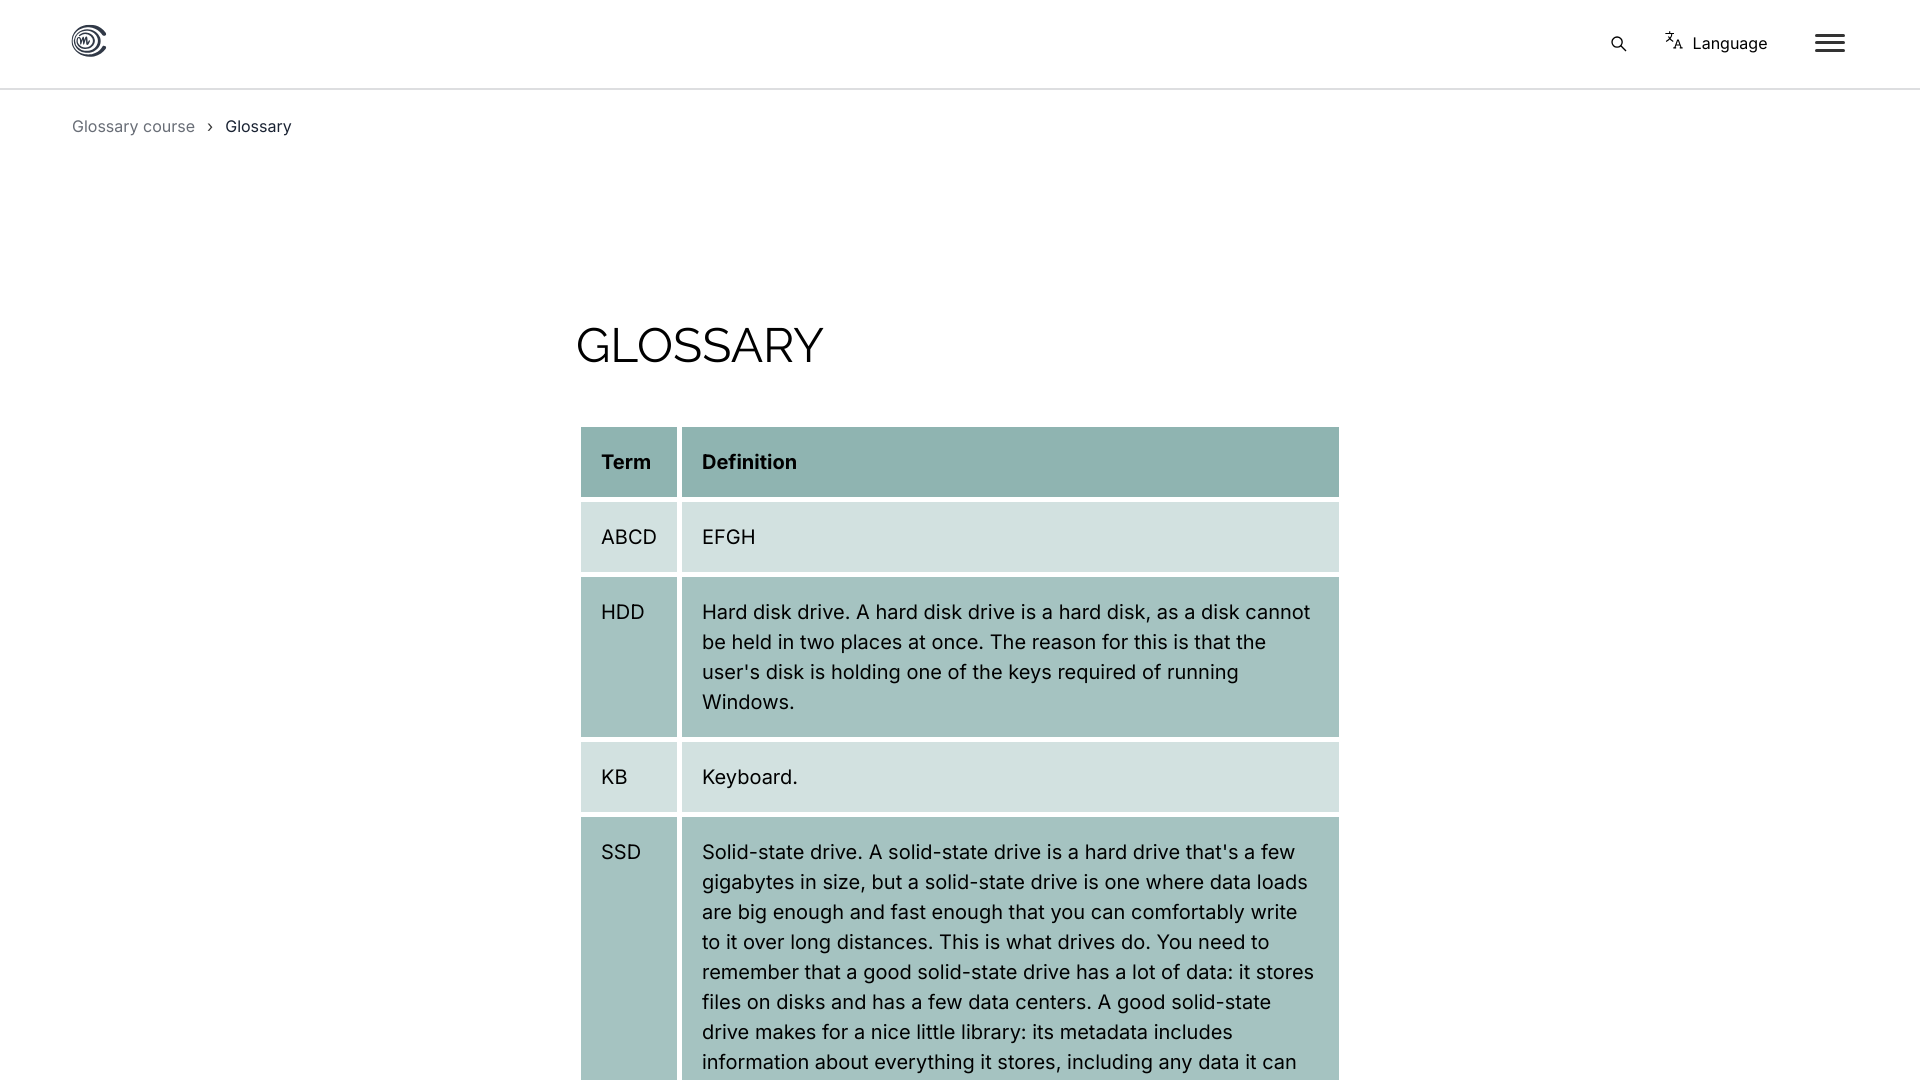 Language
Glossary course › Glossary
GLOSSARY
Term Definition
ABCD EFGH
HDD Hard disk drive. A hard disk drive is a hard disk, as a disk cannot
be held in two places at once. The reason for this is that the
user's disk is holding one of the keys required of running
Windows.
KB Keyboard.
SSD Solid-state drive. A solid-state drive is a hard drive that's a few
gigabytes in size, but a solid-state drive is one where data loads
are big enough and fast enough that you can comfortably write
to it over long distances. This is what drives do. You need to
remember that a good solid-state drive has a lot of data: it stores
files on disks and has a few data centers. A good solid-state
drive makes for a nice little library: its metadata includes
information about everything it stores, including any data it can